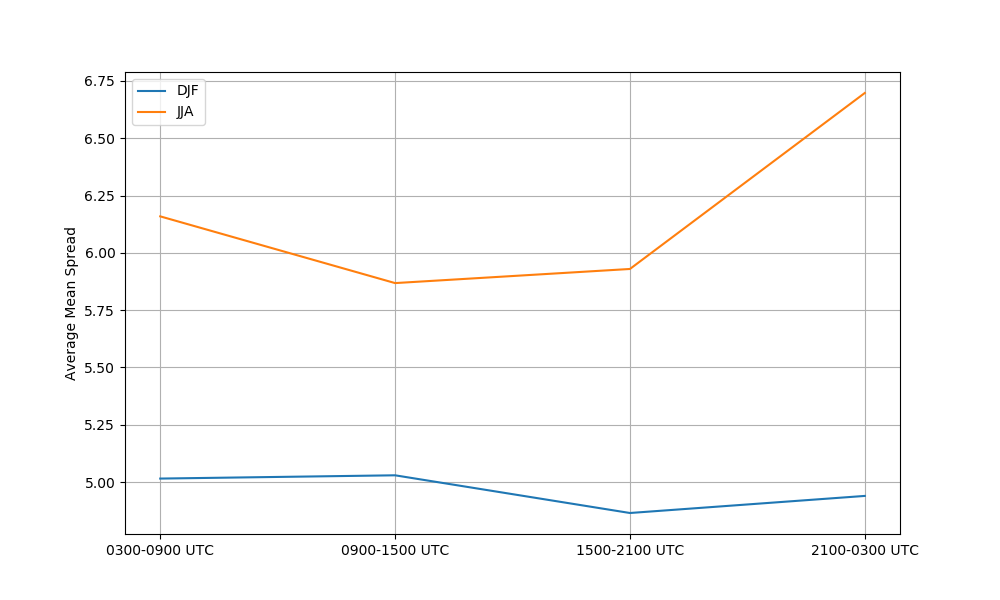 DJF
JJA
Average Mean Spread
6.75
6.50
6.25
6.00
5.75
5.50
5.25
5.00
0300-0900 UTC
0900-1500 UTC
1500-2100 UTC
2100-0300 UTC